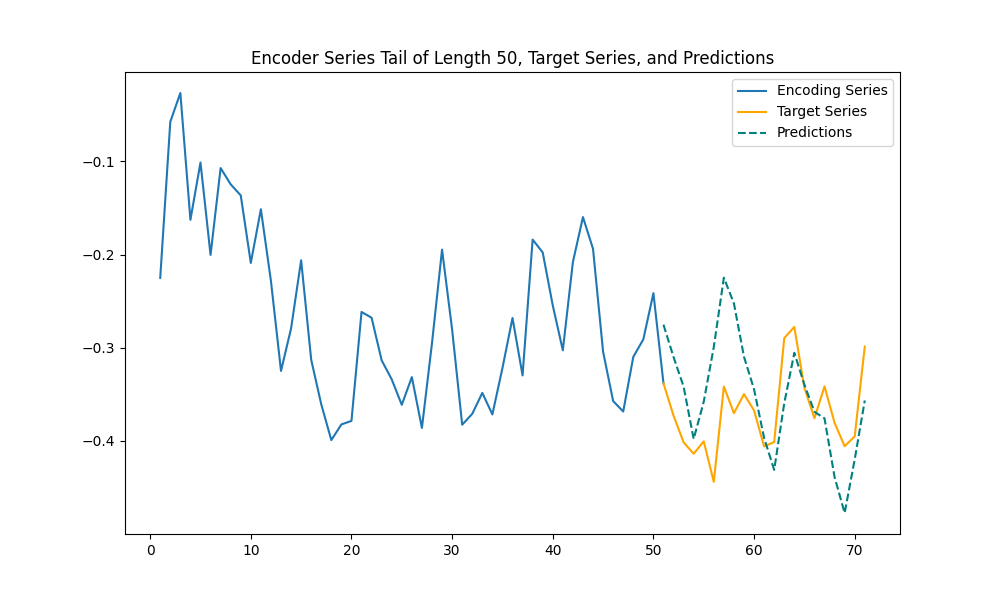 Encoder Series Tail of Length 50, Target Series, and Predictions
Encoding Series
Target Series
Predictions
−0.1
−0.2
−0.3
−0.4
0 10 20 30 40 50 60 70